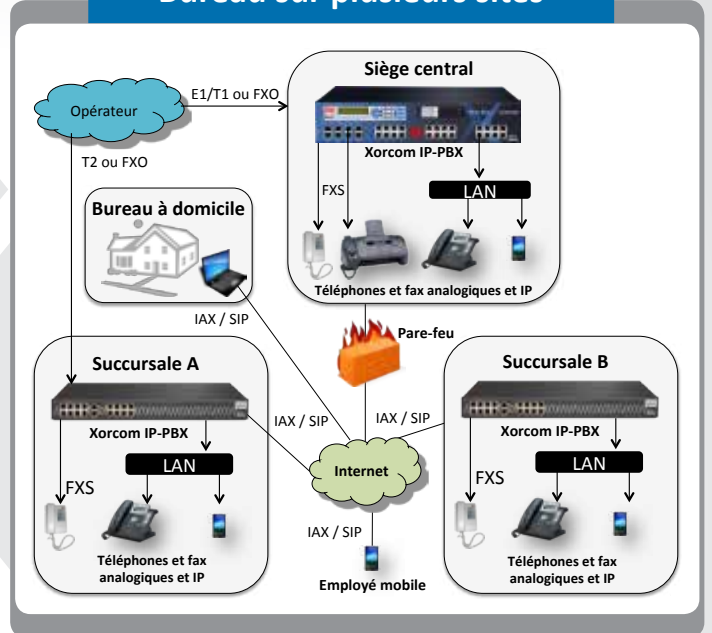 Bureau sur plusieurs sites
Siège central
E1/T1 ou FXO
Opérateur
Xorcom IP-PBX
T2 ou FXO
FXS
LAN
Bureau à domicile
Téléphones et fax analogiques et IP
IAX / SIP
Pare-feu
Succursale A
Succursale B
Xorcom IP-PBX
IAX / SIP
IAX / SIP
Xorcom IP-PBX
LAN
Internet
LAN
FXS
FXS
IAX / SIP
Téléphones et fax
analogiques et IP
Téléphones et fax
analogiques et IP
Employé mobile